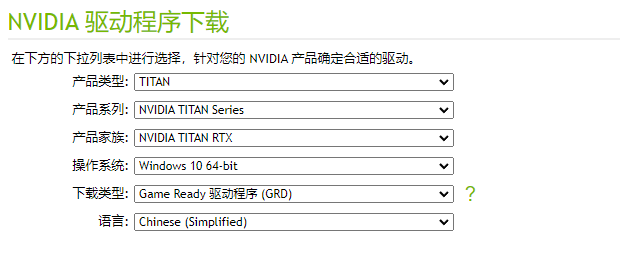 NVIDIA 驱动程序下载
在下方的下拉列表中进行选择，针对您的 NVIDIA 产品确定合适的驱动。
产品类型: TITAN
产品系列: NVIDIA TITAN Series
产品家族: NVIDIA TITAN RTX
操作系统: Windows 10 64-bit
下载类型: Game Ready 驱动程序 (GRD) ?
语言: Chinese (Simplified)